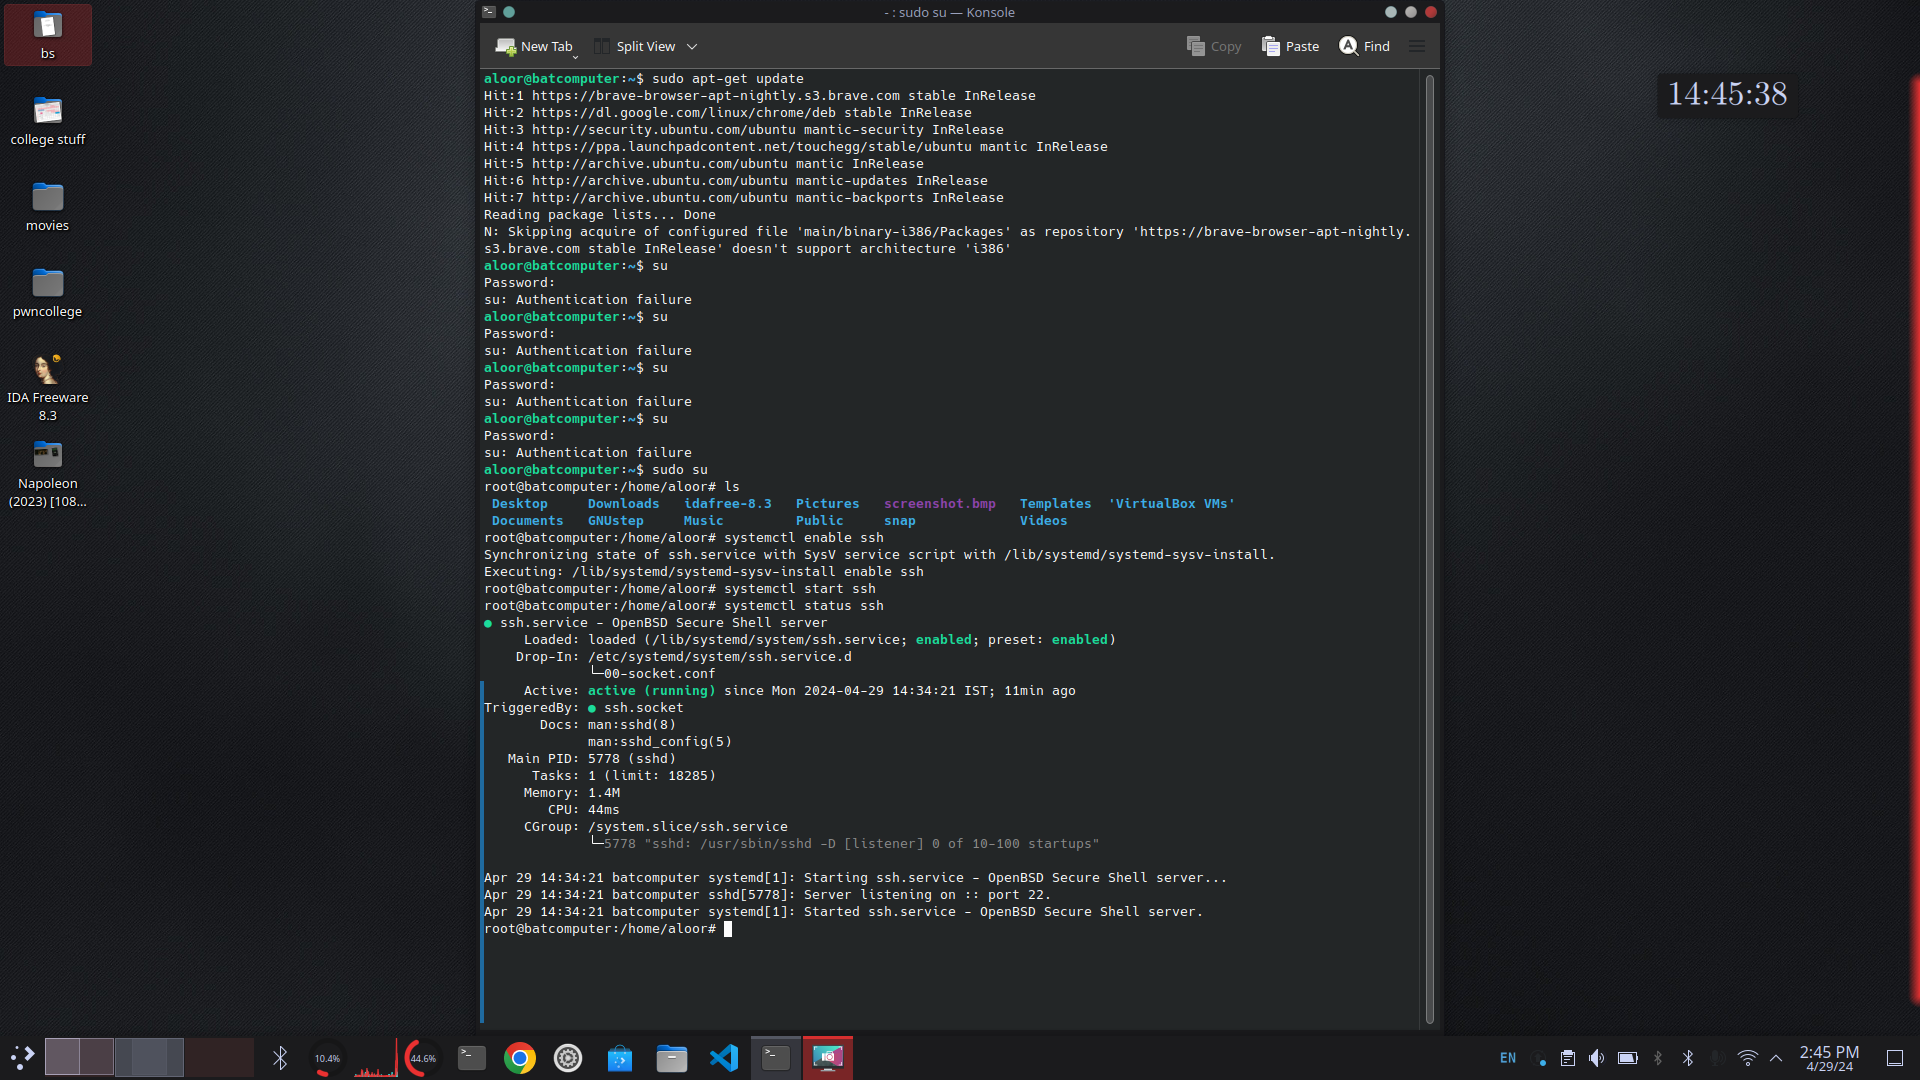 - : sudo su — Konsole
New Tab
Split View
Copy
Paste
Find
bs
college stuff
movies
pwncollege
IDA Freeware
8.3
Napoleon
(2023) [108...
14:45:38
aloor@batcomputer:~$ sudo apt-get update
Hit:1 https://brave-browser-apt-nightly.s3.brave.com stable InRelease
Hit:2 https://dl.google.com/linux/chrome/deb stable InRelease
Hit:3 http://security.ubuntu.com/ubuntu mantic-security InRelease
Hit:4 https://ppa.launchpadcontent.net/touchegg/stable/ubuntu mantic InRelease
Hit:5 http://archive.ubuntu.com/ubuntu mantic InRelease
Hit:6 http://archive.ubuntu.com/ubuntu mantic-updates InRelease
Hit:7 http://archive.ubuntu.com/ubuntu mantic-backports InRelease
Reading package lists... Done
N: Skipping acquire of configured file 'main/binary-i386/Packages' as repository 'https://brave-browser-apt-nightly.
s3.brave.com stable InRelease' doesn't support architecture 'i386'
aloor@batcomputer:~$ su
Password:
su: Authentication failure
aloor@batcomputer:~$ su
Password:
su: Authentication failure
aloor@batcomputer:~$ su
Password:
su: Authentication failure
aloor@batcomputer:~$ su
Password:
su: Authentication failure
aloor@batcomputer:~$ sudo su
root@batcomputer:/home/aloor# ls
Desktop Downloads idafree-8.3 Pictures screenshot.bmp Templates 'VirtualBox VMs'
Documents GNUstep Music Public snap Videos
root@batcomputer:/home/aloor# systemctl enable ssh
Synchronizing state of ssh.service with SysV service script with /lib/systemd/systemd-sysv-install.
Executing: /lib/systemd/systemd-sysv-install enable ssh
root@batcomputer:/home/aloor# systemctl start ssh
root@batcomputer:/home/aloor# systemctl status ssh
● ssh.service - OpenBSD Secure Shell server
Loaded: loaded (/lib/systemd/system/ssh.service; enabled; preset: enabled)
Drop-In: /etc/systemd/system/ssh.service.d
└─00-socket.conf
Active: active (running) since Mon 2024-04-29 14:34:21 IST; 11min ago
TriggeredBy: ● ssh.socket
Docs: man:sshd(8)
man:sshd_config(5)
Main PID: 5778 (sshd)
Tasks: 1 (limit: 18285)
Memory: 1.4M
CPU: 44ms
CGroup: /system.slice/ssh.service
└─5778 "sshd: /usr/sbin/sshd -D [listener] 0 of 10-100 startups"
Apr 29 14:34:21 batcomputer systemd[1]: Starting ssh.service - OpenBSD Secure Shell server...
Apr 29 14:34:21 batcomputer sshd[5778]: Server listening on :: port 22.
Apr 29 14:34:21 batcomputer systemd[1]: Started ssh.service - OpenBSD Secure Shell server.
root@batcomputer:/home/aloor#
10.4%
44.6%
EN
2:45 PM
4/29/24